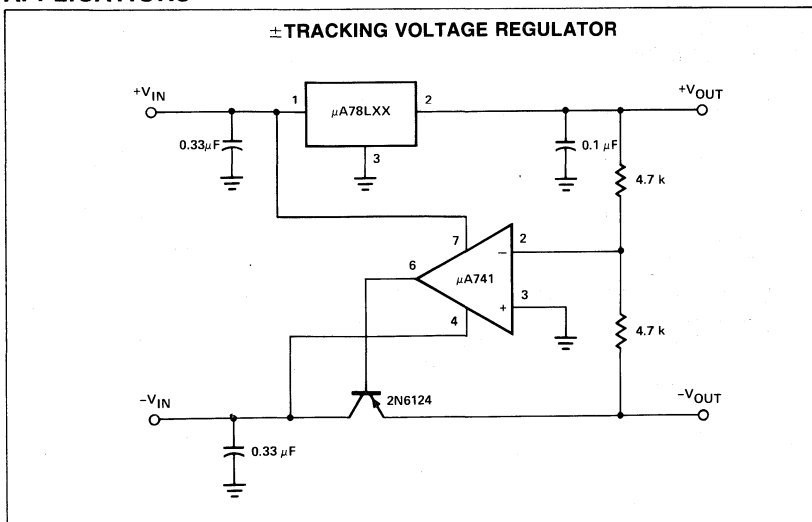 ±TRACKING VOLTAGE REGULATOR
+VIN
1
μA78LXX
2
+VOUT
0.33μF
3
0.1 μF
4.7 k
7
2
6
−
μA741
3
+
4
4.7 k
−VIN
2N6124
−VOUT
0.33 μF